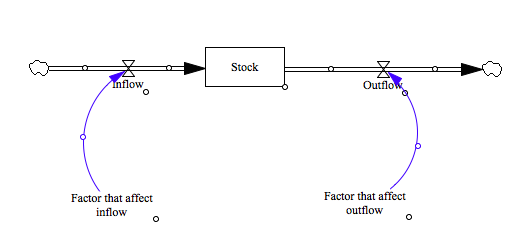 Stock
Inflow
Outflow
Factor that affect
inflow
Factor that affect
outflow